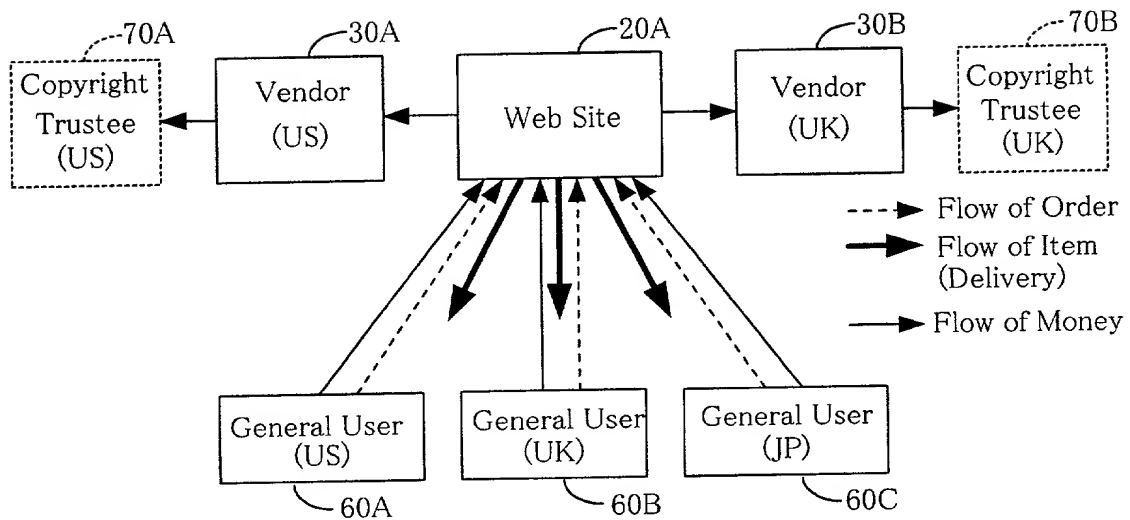 70A
30A
20A
30B
70B
Copyright
Trustee
(US)
Vendor
(US)
Web Site
Vendor
(UK)
Copyright
Trustee
(UK)
Flow of Order
Flow of Item
(Delivery)
Flow of Money
General User
(US)
General User
(UK)
General User
(JP)
60A
60B
60C